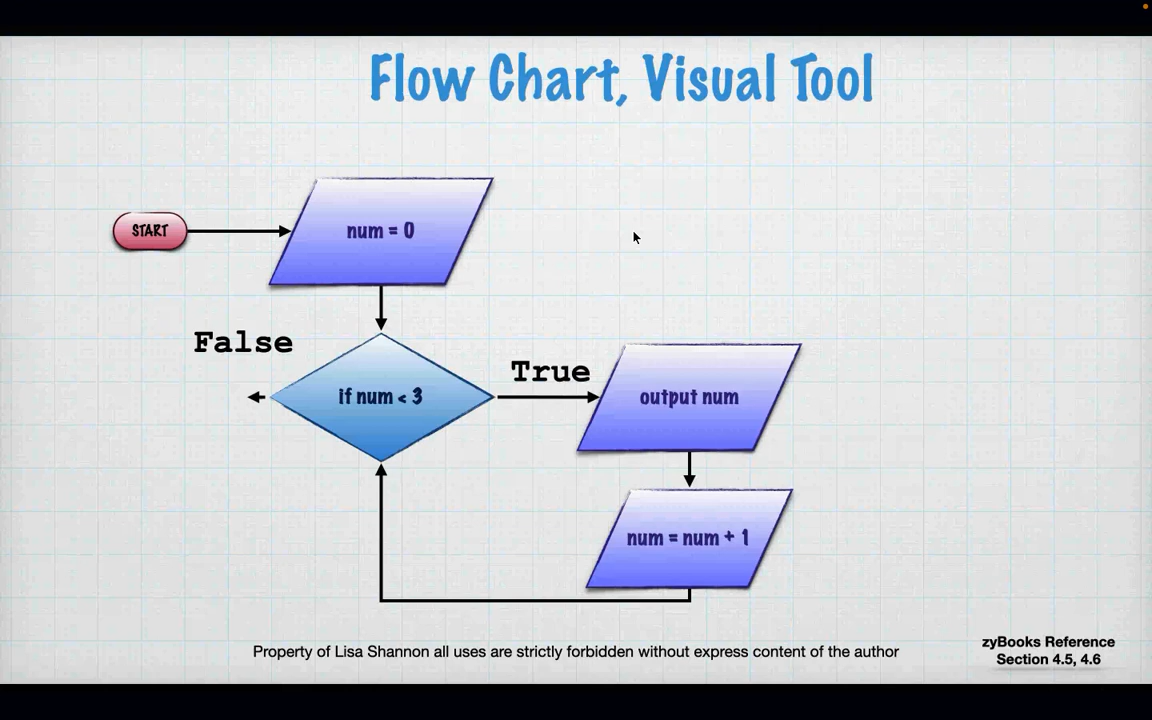 Flow Chart, Visual Tool
START
num = 0
False
if num < 3
True
output num
num = num + 1
Property of Lisa Shannon all uses are strictly forbidden without express content of the author
zyBooks Reference
Section 4.5, 4.6